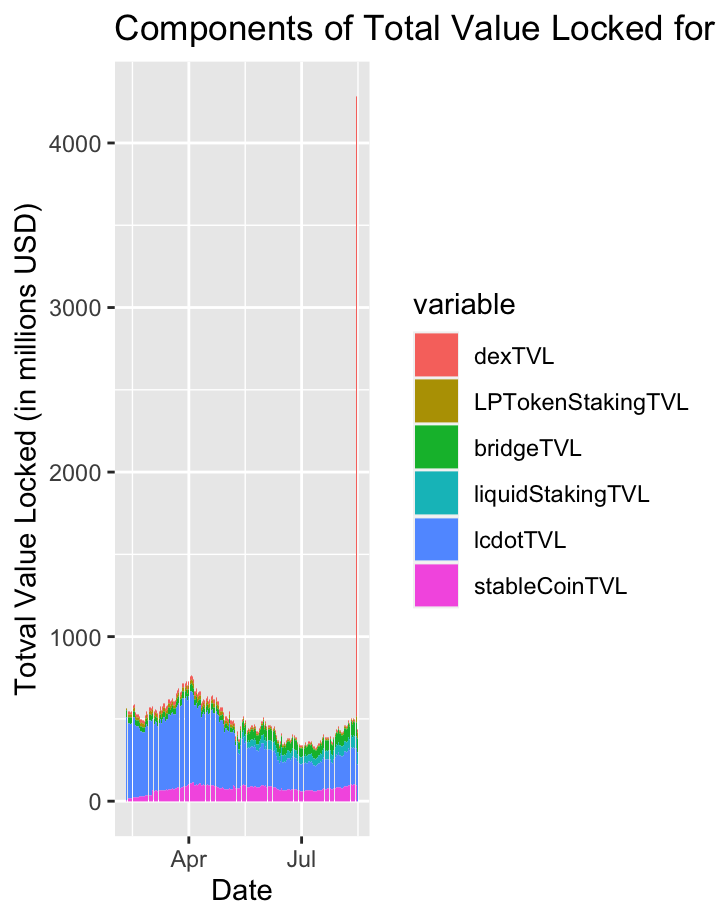 Components of Total Value Locked for
Totval Value Locked (in millions USD)
4000
3000
2000
1000
0
Apr
Jul
Date
variable
dexTVL
LPTokenStakingTVL
bridgeTVL
liquidStakingTVL
lcdotTVL
stableCoinTVL